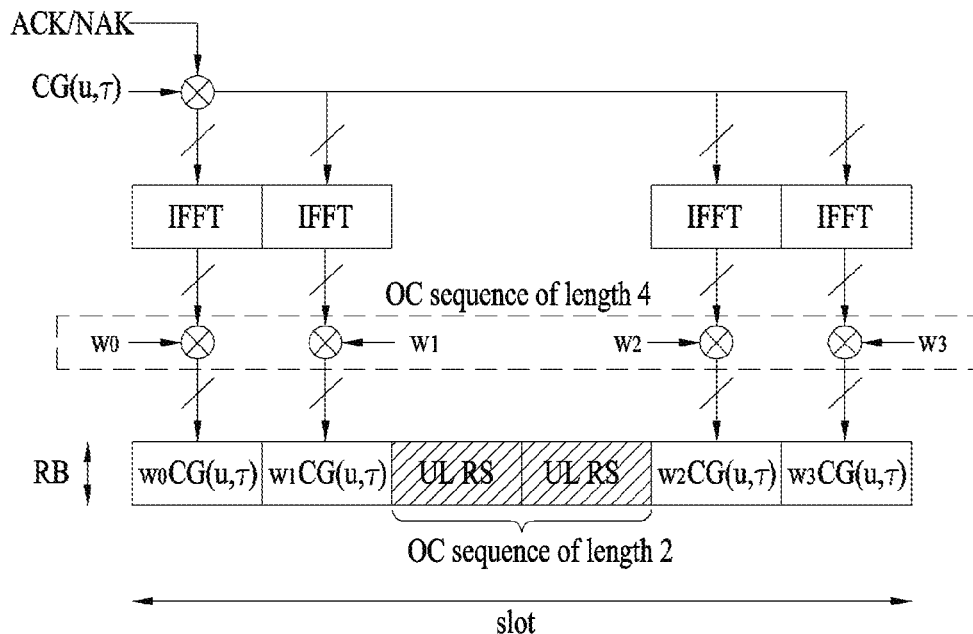 ACK/NAK
CG(u,τ)
IFFT IFFT IFFT IFFT
OC sequence of length 4
w0 w1 w2 w3
RB w0CG(u,τ) w1CG(u,τ) UL RS UL RS w2CG(u,τ) w3CG(u,τ)
OC sequence of length 2
slot